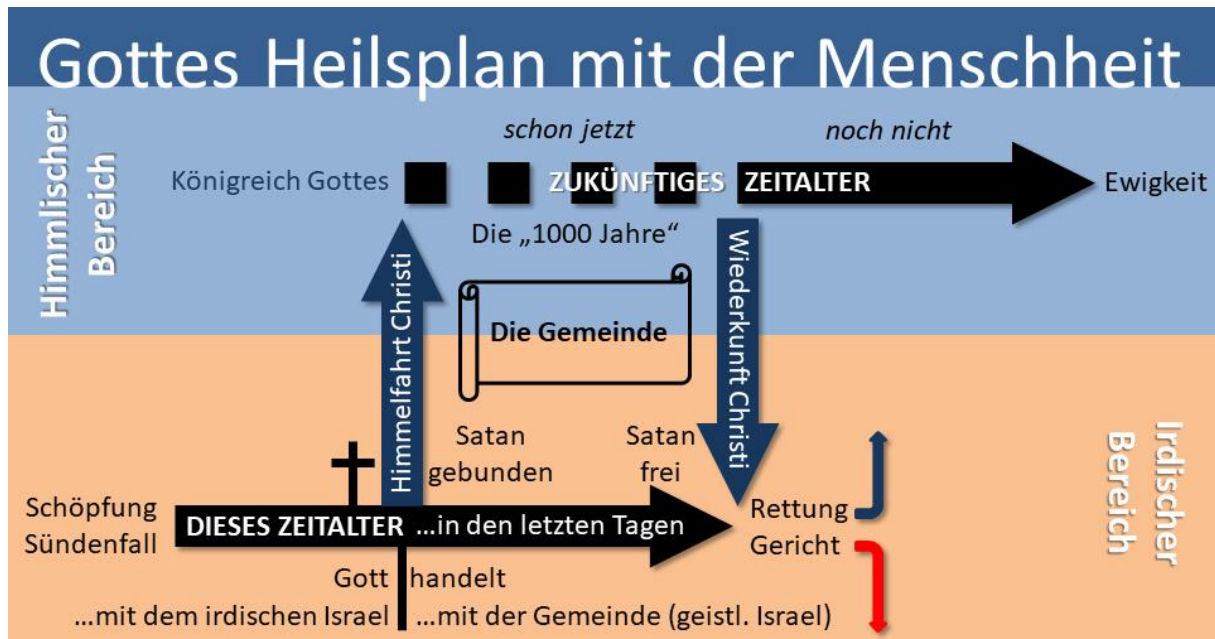 Gottes Heilsplan mit der Menschheit
Himmlischer
Bereich
schon jetzt
noch nicht
Königreich Gottes
ZUKÜNFTIGES ZEITALTER
Ewigkeit
Die „1000 Jahre“
Himmelfahrt Christi
Die Gemeinde
Wiederkunft Christi
Satan
gebunden
Satan
frei
Irdischer
Bereich
Schöpfung
Sündenfall
DIESES ZEITALTER ...in den letzten Tagen
Rettung
Gericht
Gott handelt
...mit dem irdischen Israel
...mit der Gemeinde (geistl. Israel)